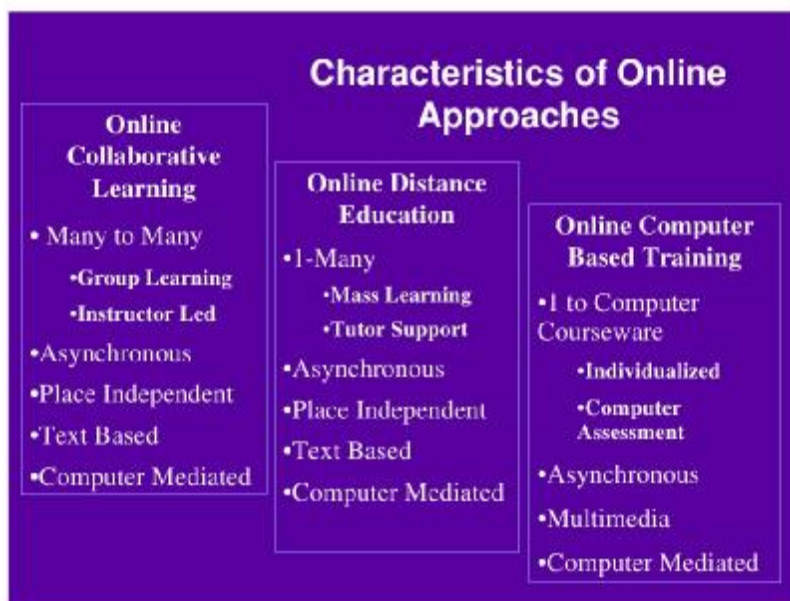 Characteristics of Online
Approaches
Online
Collaborative
Learning
• Many to Many
•Group Learning
•Instructor Led
•Asynchronous
•Place Independent
•Text Based
•Computer Mediated
Online Distance
Education
•1-Many
•Mass Learning
•Tutor Support
•Asynchronous
•Place Independent
•Text Based
•Computer Mediated
Online Computer
Based Training
•1 to Computer
Courseware
•Individualized
•Computer
Assessment
•Asynchronous
•Multimedia
•Computer Mediated